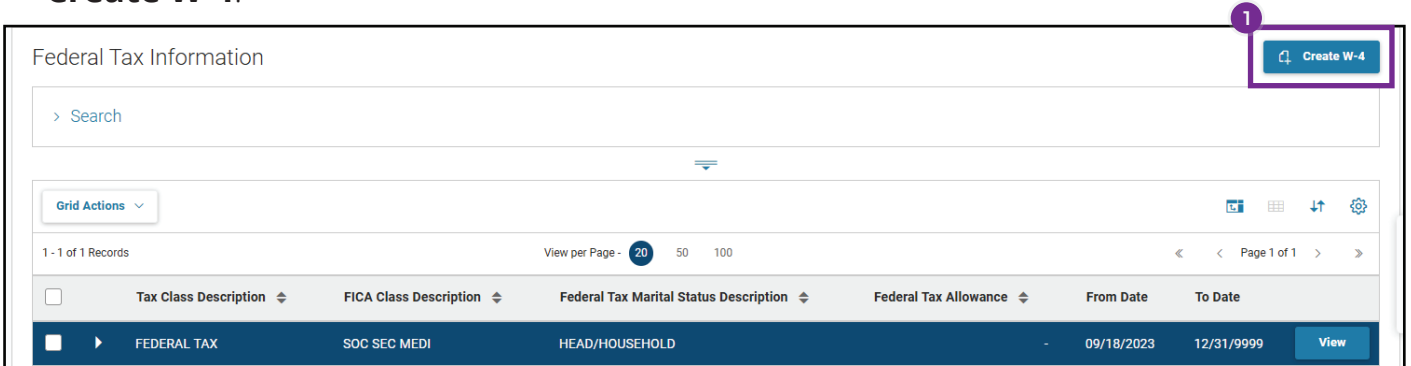 Create W-4.
1
Federal Tax Information
Create W-4
> Search
Grid Actions
1 - 1 of 1 Records View per Page - 20 50 100 « < Page 1 of 1 > »
Tax Class Description FICA Class Description Federal Tax Marital Status Description Federal Tax Allowance From Date To Date
FEDERAL TAX SOC SEC MEDI HEAD/HOUSEHOLD - 09/18/2023 12/31/9999 View